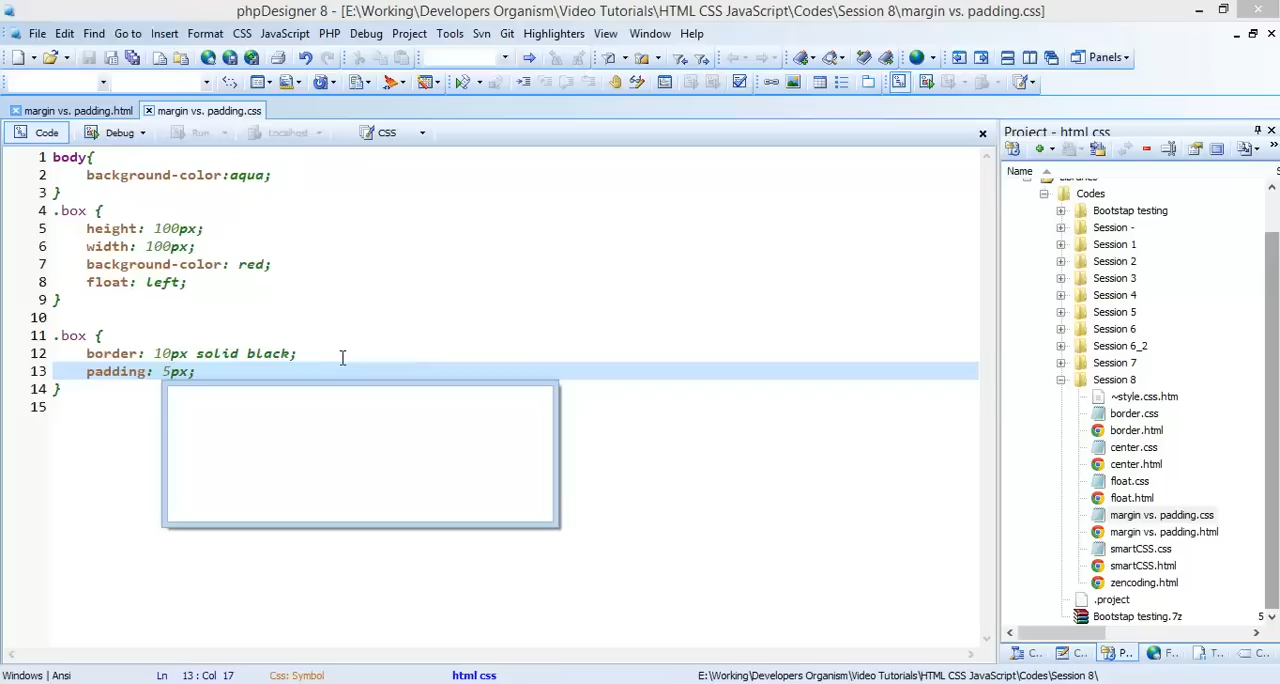 phpDesigner 8 - [E:\Working\Developers Organism\Video Tutorials\HTML CSS JavaScript\Codes\Session 8\margin vs. padding.css]
File Edit Find Go to Insert Format CSS JavaScript PHP Debug Project Tools Svn Git Highlighters View Window Help
Panels
margin vs. padding.html margin vs. padding.css
Code Debug Run Localhost CSS
1 body{
2 background-color:aqua;
3 }
4 .box {
5 height: 100px;
6 width: 100px;
7 background-color: red;
8 float: left;
9 }
10
11 .box {
12 border: 10px solid black;
13 padding: 5px;
14 }
15
Project - html css
Name
Libraries
Codes
Bootstap testing
Session -
Session 1
Session 2
Session 3
Session 4
Session 5
Session 6
Session 6_2
Session 7
Session 8
~style.css.htm
border.css
border.html
center.css
center.html
float.css
float.html
margin vs. padding.css
margin vs. padding.html
smartCSS.css
smartCSS.html
zencoding.html
.project
Bootstap testing.7z 5
C... C... P... F... T... C...
Windows | Ansi Ln 13 : Col 17 Css: Symbol html css E:\Working\Developers Organism\Video Tutorials\HTML CSS JavaScript\Codes\Session 8\